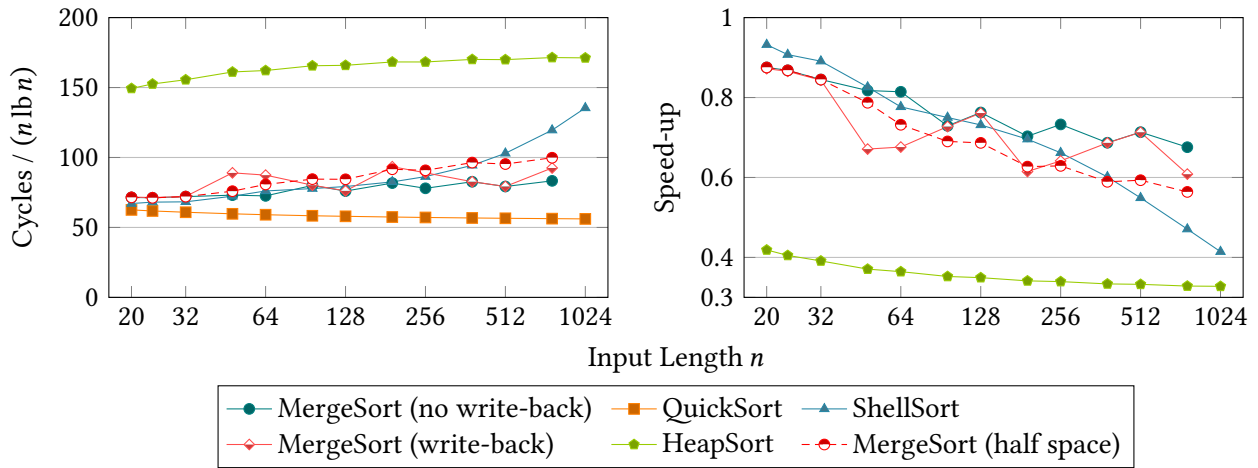 Cycles / (n lb n)
200
150
100
50
0
20 32 64 128 256 512 1024
Speed-up
1
0.8
0.6
0.4
0.3
20 32 64 128 256 512 1024
Input Length n
MergeSort (no write-back) QuickSort ShellSort
MergeSort (write-back) HeapSort MergeSort (half space)